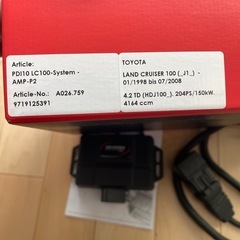 Article:
PDI10 LC100-System -
AMP-P2
Article-No.: A026.759
9719125391
TOYOTA
LAND CRUISER 100 (_J1_) -
01/1998 bis 07/2008
4.2 TD (HDJ100_). 204PS/150kW.
4164 ccm